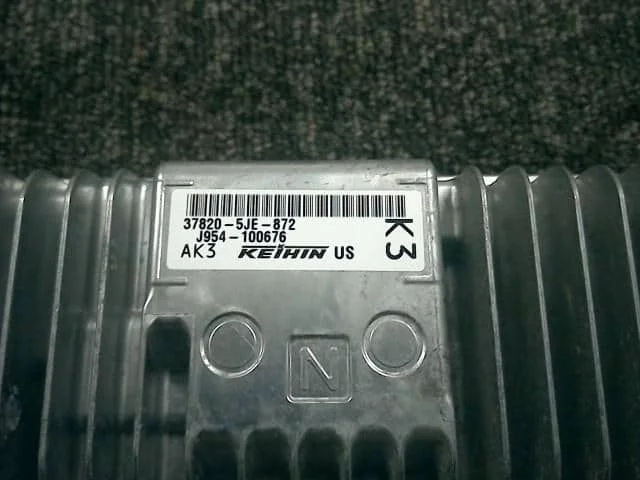 37820-5JE-872
J954-100676
AK3 KEIHIN US
K3
N